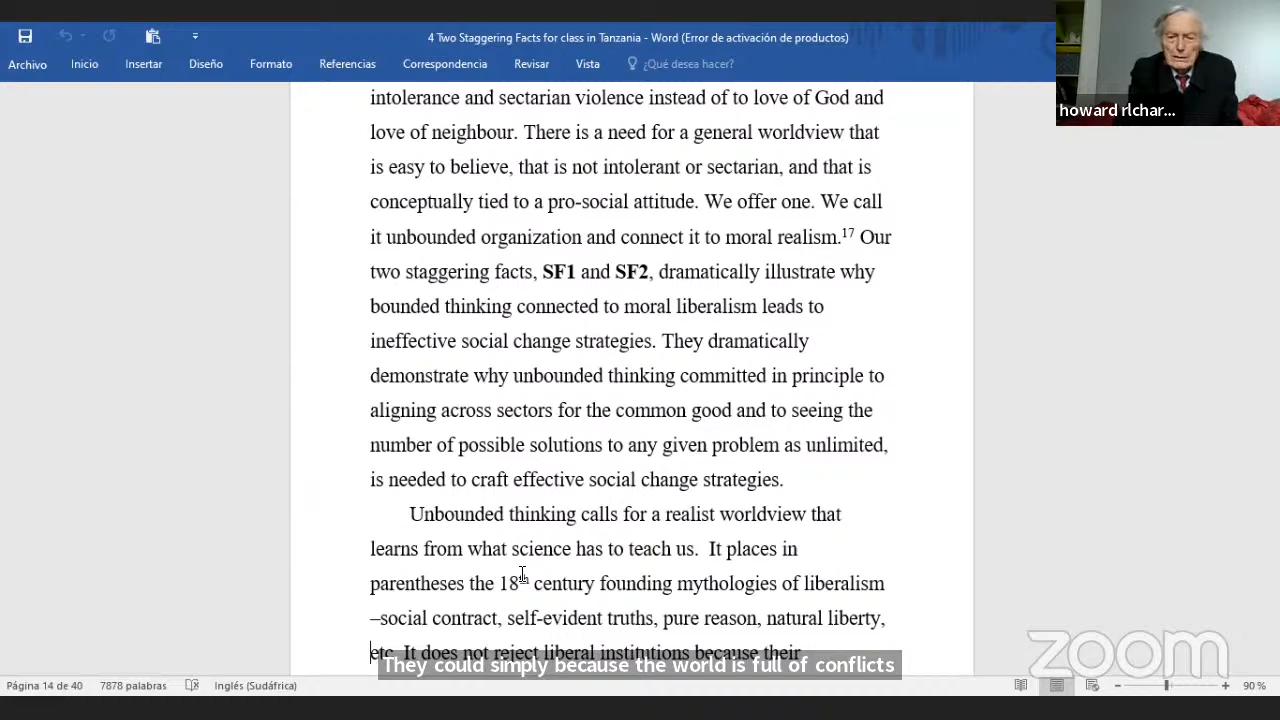 4 Two Staggering Facts for class in Tanzania - Word (Error de activación de productos)
Archivo
Inicio
Insertar
Diseño
Formato
Referencias
Correspondencia
Revisar
Vista
¿Qué desea hacer?
howard rlchar...
intolerance and sectarian violence instead of to love of God and
love of neighbour. There is a need for a general worldview that
is easy to believe, that is not intolerant or sectarian, and that is
conceptually tied to a pro-social attitude. We offer one. We call
it unbounded organization and connect it to moral realism.17 Our
two staggering facts, SF1 and SF2, dramatically illustrate why
bounded thinking connected to moral liberalism leads to
ineffective social change strategies. They dramatically
demonstrate why unbounded thinking committed in principle to
aligning across sectors for the common good and to seeing the
number of possible solutions to any given problem as unlimited,
is needed to craft effective social change strategies.
Unbounded thinking calls for a realist worldview that
learns from what science has to teach us.  It places in
parentheses the 18th century founding mythologies of liberalism
–social contract, self-evident truths, pure reason, natural liberty,
etc. It does not reject liberal institutions because their
They could simply because the world is full of conflicts
zoom
Página 14 de 40
7878 palabras
Inglés (Sudáfrica)
90 %